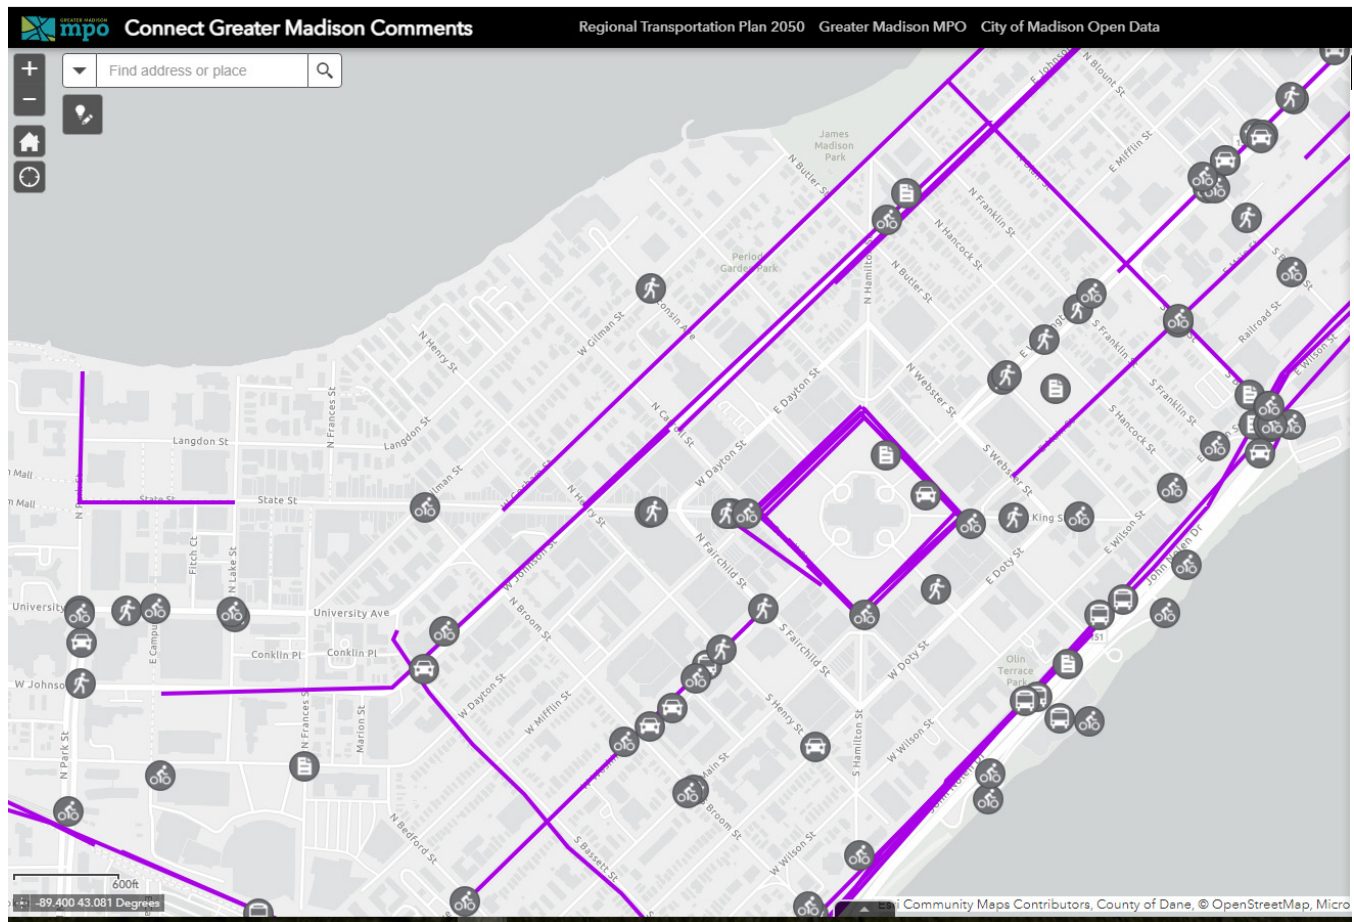 GREATER MADISON
mpo
Connect Greater Madison Comments
Regional Transportation Plan 2050
Greater Madison MPO
City of Madison Open Data
+
Find address or place
−
James
Madison
Park
N Blount St
E Mifflin St
N Butler St
N Franklin St
N Hancock St
Period
Garden Park
N Hamilton
N Butler St
W Gilman St
N Henry St
Railroad St
E Wilson St
S Franklin St
E Dayton St
N Webster St
S Franklin St
N Frances St
Langdon St
Langdon St
N Carroll St
S Hancock St
W Dayton St
S Webster St
Mall
State St
State St
N Henry St
King S
E Wilson St
Fitch Ct
N Lake St
W Johnson St
N Fairchild St
E Doty St
John Nolen Dr
University
University Ave
N Broom St
E Campu
Conklin Pl
Conklin Pl
S Fairchild St
W Doty St
151
Olin
Terrace
Park
W Johnso
W Dayton St
W Mifflin St
S Henry St
N Frances S
Marion St
N Park St
S Hamilton St
W Wilson St
Main St
S Broom St
N Bedford St
S Bassett St
W Wilson St
600ft
-89.400 43.081 Degrees
Esri Community Maps Contributors, County of Dane, © OpenStreetMap, Micro